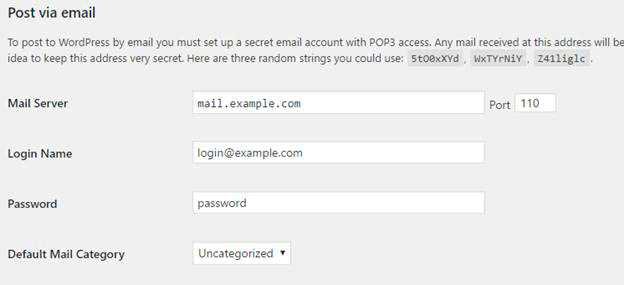 Post via email
To post to WordPress by email you must set up a secret email account with POP3 access. Any mail received at this address will be
idea to keep this address very secret. Here are three random strings you could use: 5tO0xXYd , WxTYrNiY , Z41liglc .
Mail Server mail.example.com Port 110
Login Name login@example.com
Password password
Default Mail Category Uncategorized